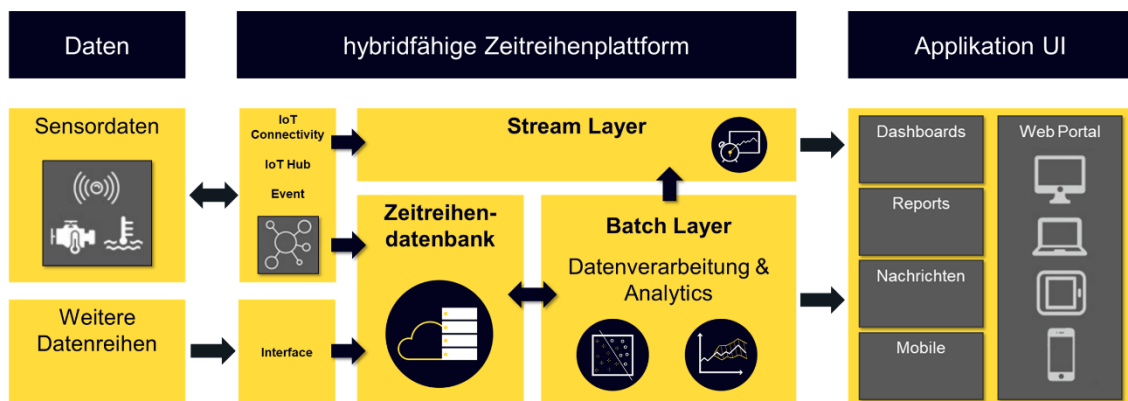 Daten
hybridfähige Zeitreihenplattform
Applikation UI
Sensordaten
IoT
Connectivity
IoT Hub
Event
Stream Layer
Dashboards
Web Portal
Reports
Zeitreihen-
datenbank
Batch Layer
Datenverarbeitung &
Analytics
Nachrichten
Weitere
Datenreihen
Interface
Mobile